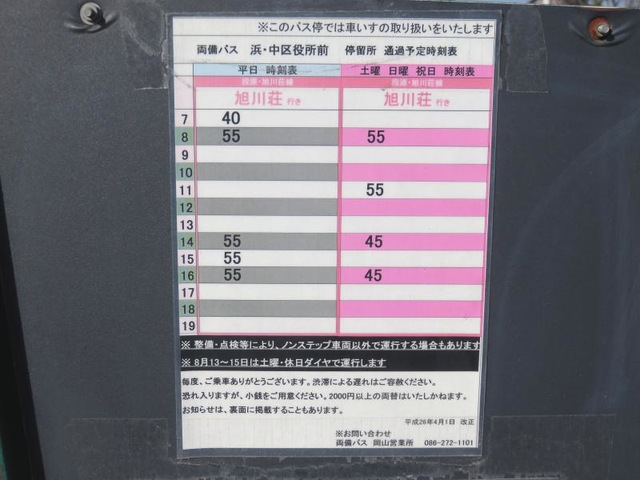 ※このバス停では車いすの取り扱いをいたします
両備バス 浜・中区役所前 停留所 通過予定時刻表
平日 時刻表 土曜 日曜 祝日 時刻表
旭川荘線 旭川荘線
旭川荘 行き 旭川荘 行き
7 40
8 55 55
9
10
11 55
12
13
14 55 45
15 55
16 55 45
17
18
19
※ 整備・点検等により、ノンステップ車両以外で運行する場合もあります
※ 8月13～15日は土曜・休日ダイヤで運行します
毎度、ご乗車ありがとうございます。渋滞による遅れはご容赦ください。
恐れ入りますが、小銭をご用意ください。2000円以上の両替はいたしかねます。
お知らせは、裏面に掲載することもあります。
平成26年4月1日 改正
※お問い合わせ
両備バス 岡山営業所 086-272-1101